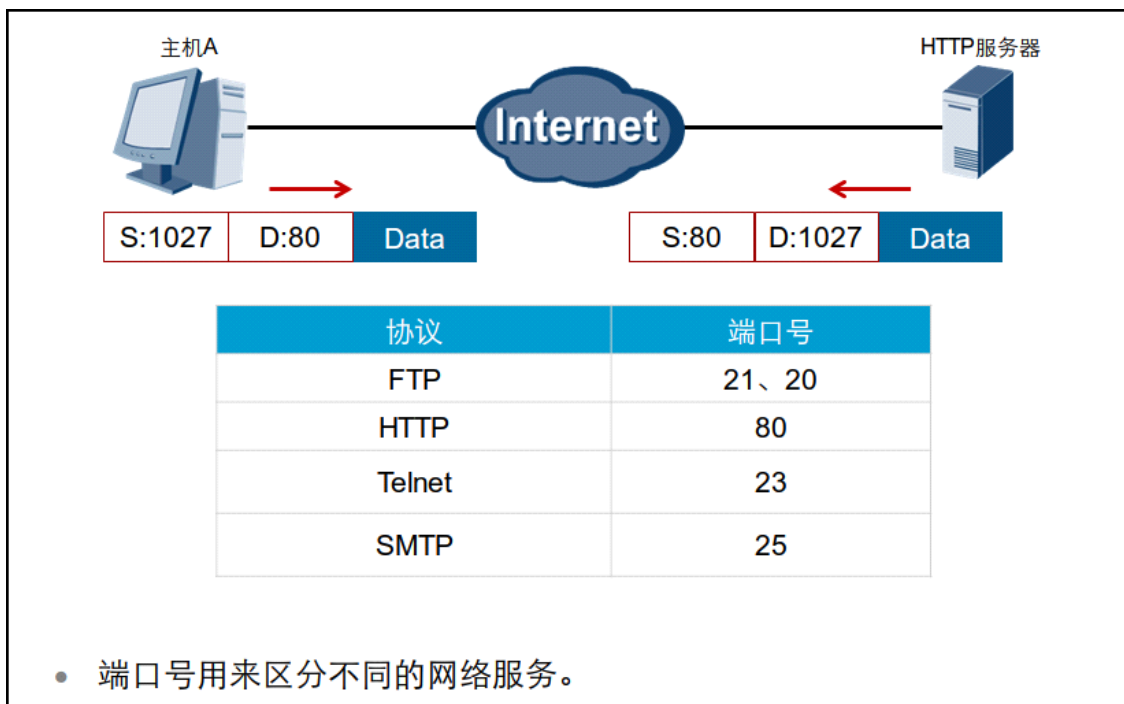 主机A
HTTP服务器
Internet
S:1027 D:80 Data
S:80 D:1027 Data
协议 端口号
FTP 21、20
HTTP 80
Telnet 23
SMTP 25
• 端口号用来区分不同的网络服务。